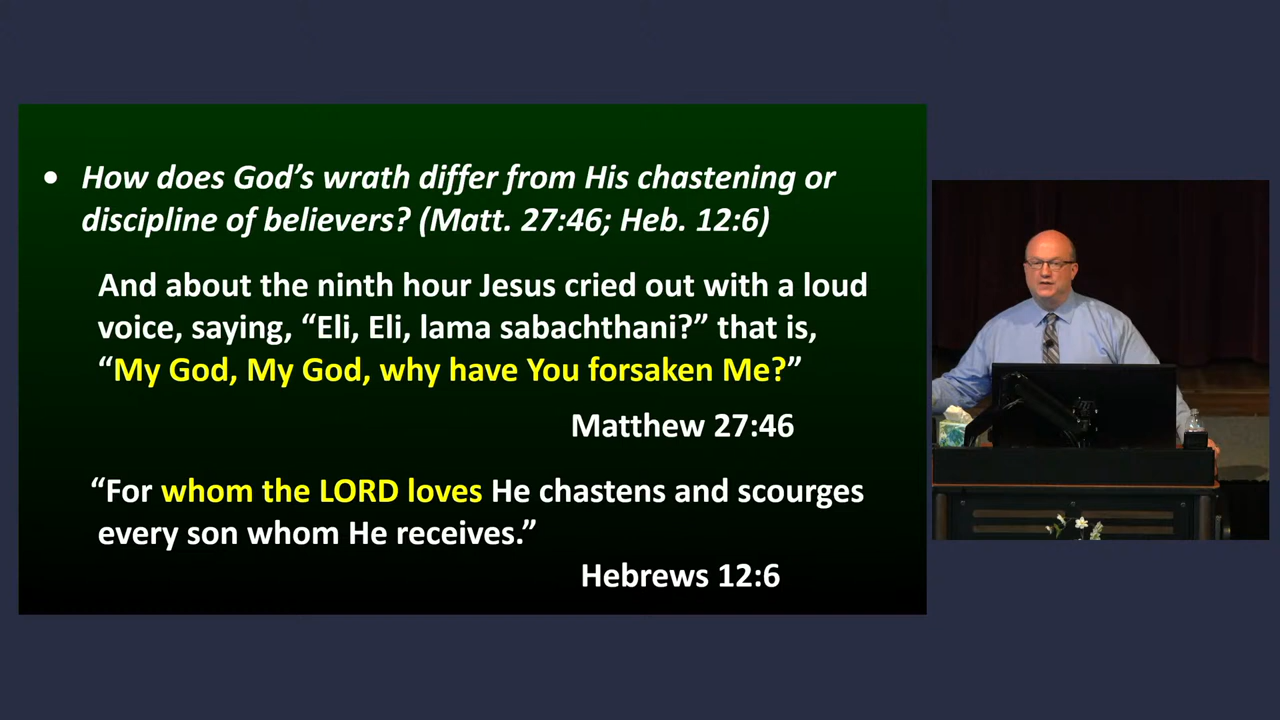 • How does God’s wrath differ from His chastening or
discipline of believers? (Matt. 27:46; Heb. 12:6)
And about the ninth hour Jesus cried out with a loud
voice, saying, “Eli, Eli, lama sabachthani?” that is,
“My God, My God, why have You forsaken Me?”
Matthew 27:46
“For whom the LORD loves He chastens and scourges
every son whom He receives.”
Hebrews 12:6